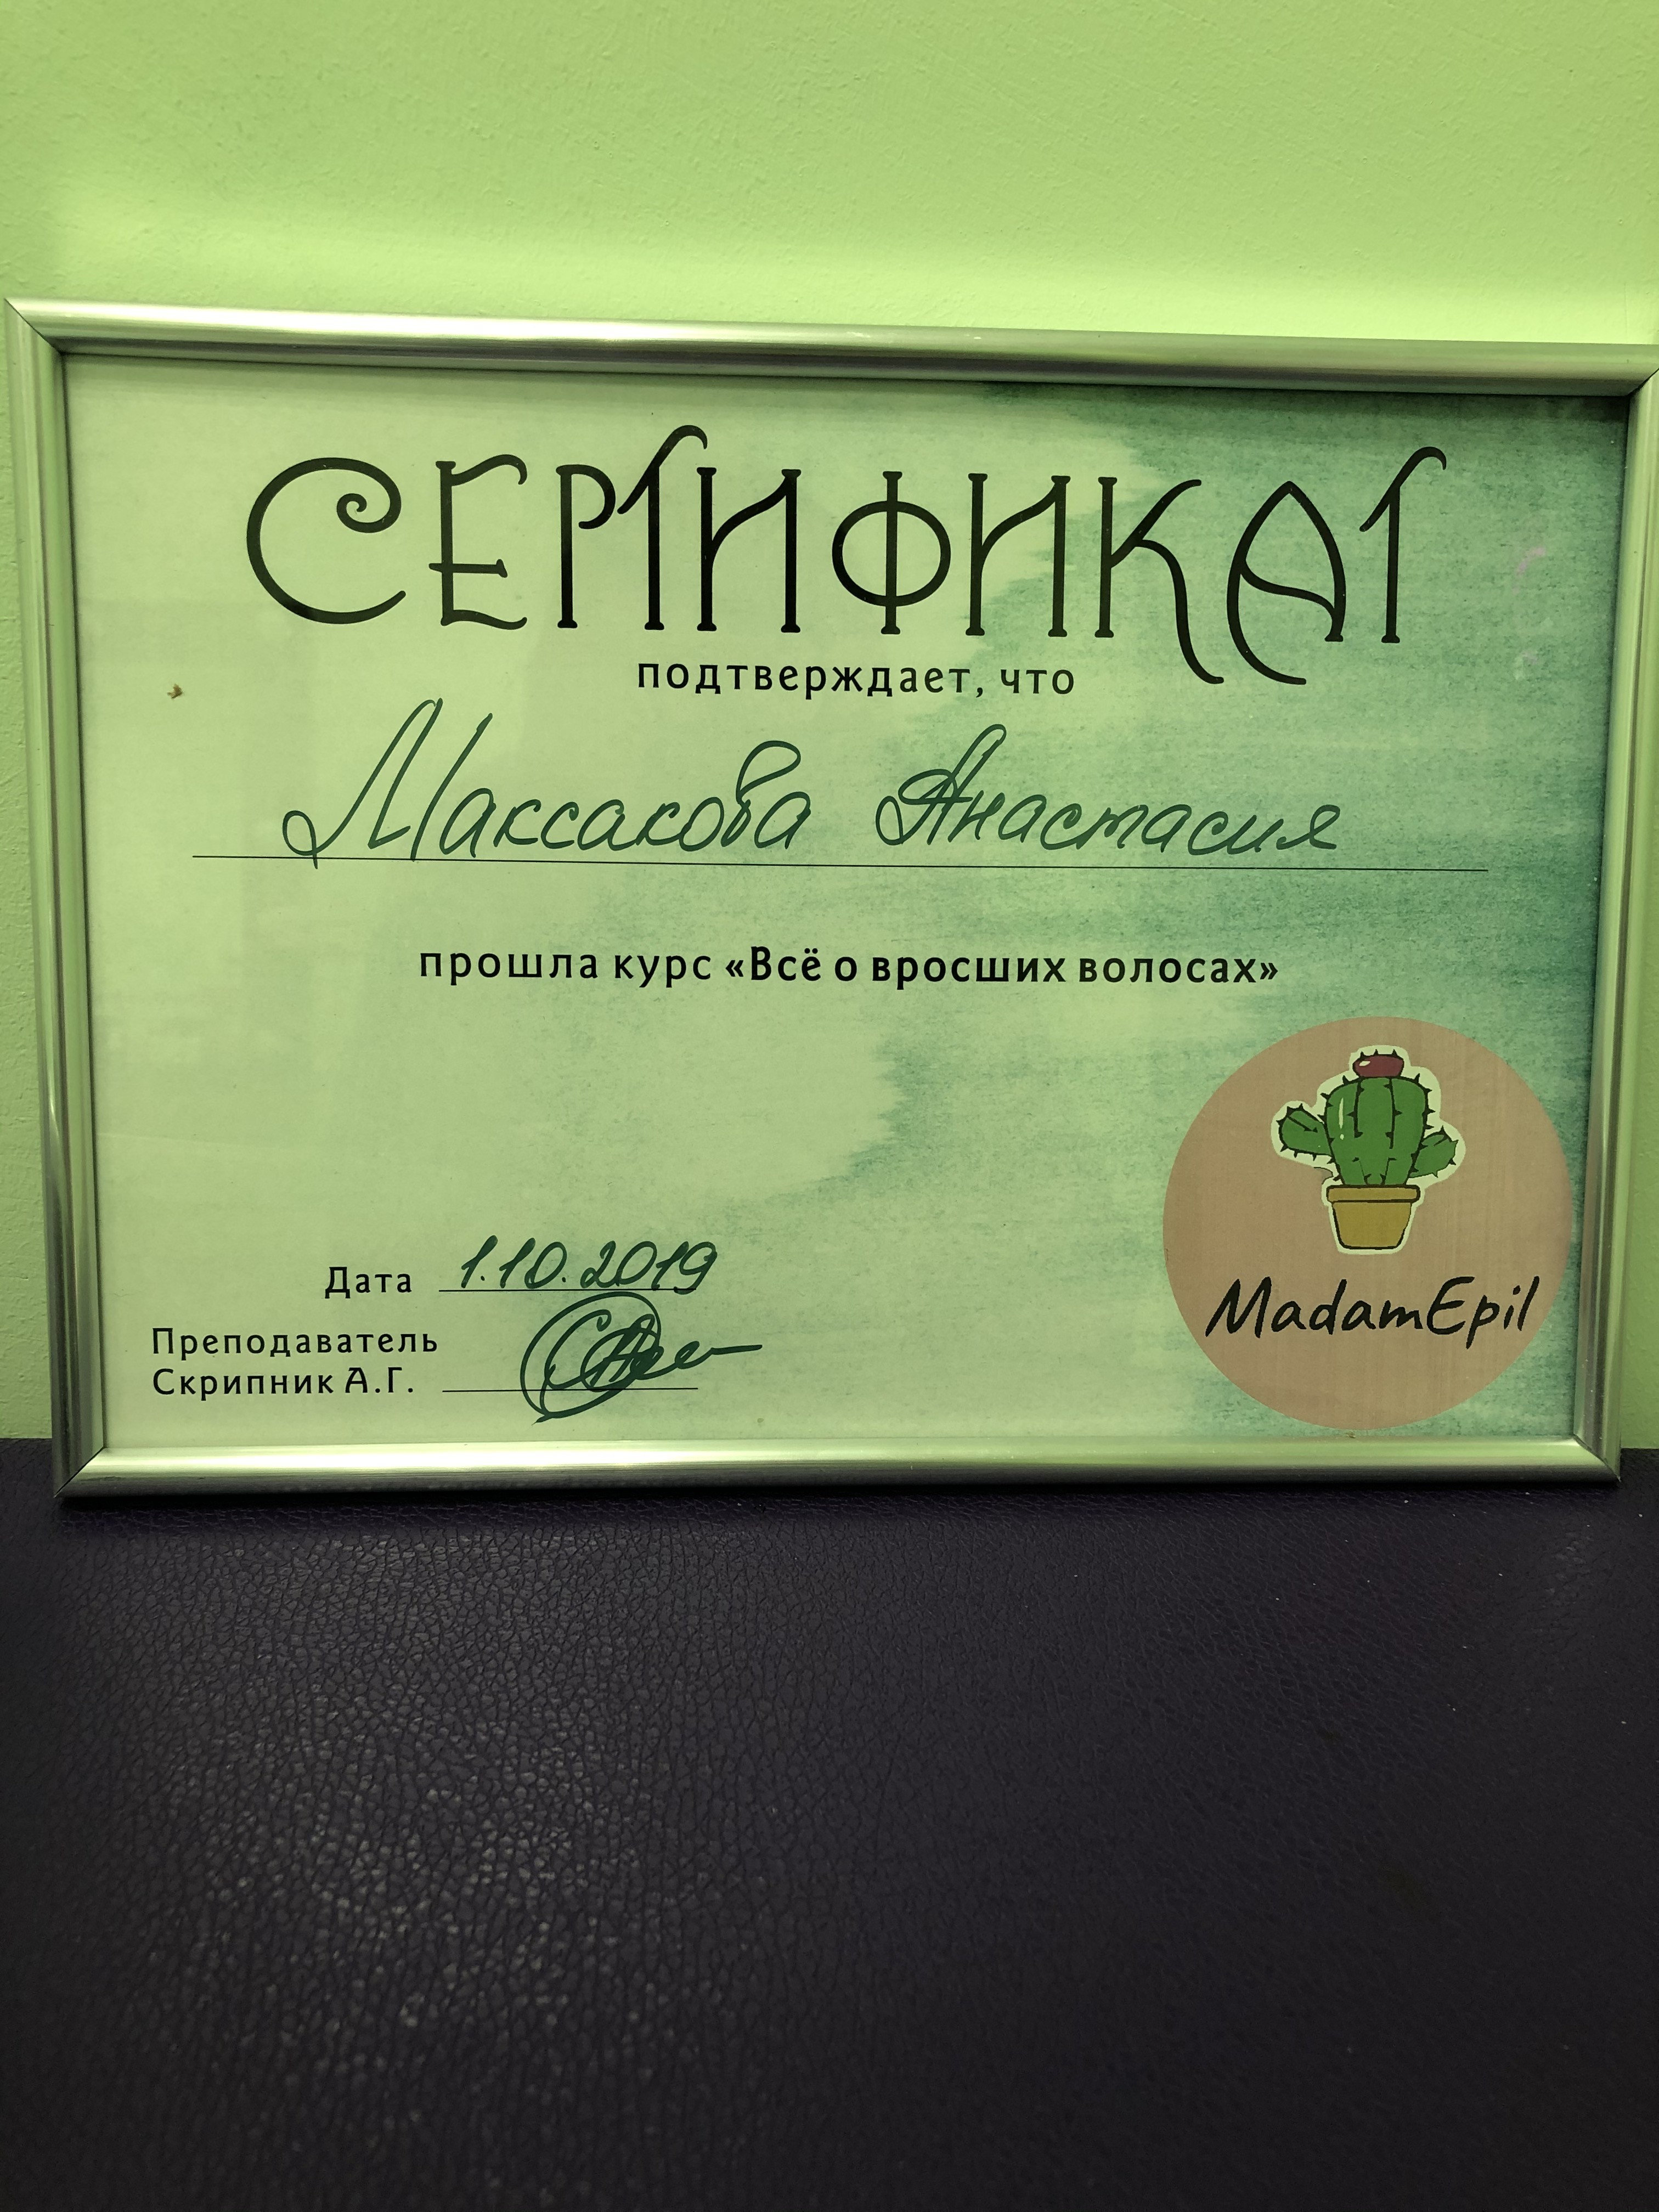 СЕРТИФИКАТ
подтверждает, что
Максакова Анастасия
прошла курс «Всё о вросших волосах»
Дата 1.10.2019
Преподаватель
Скрипник А.Г.
MadamEpil